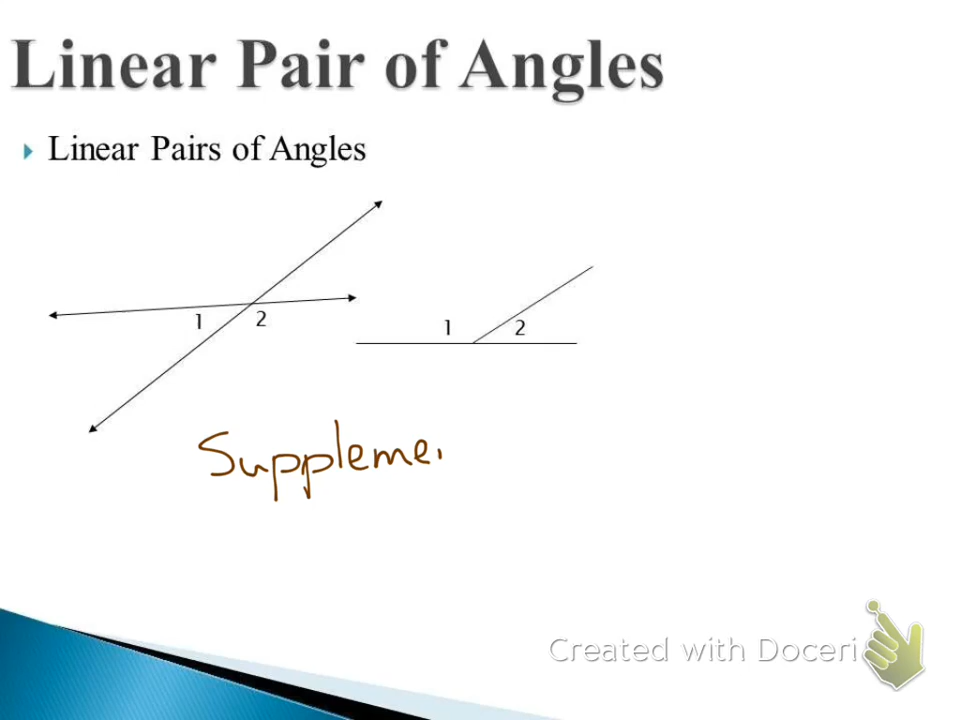 Linear Pair of Angles
Linear Pairs of Angles
1 2
1 2
Suppleme
Created with Doceri